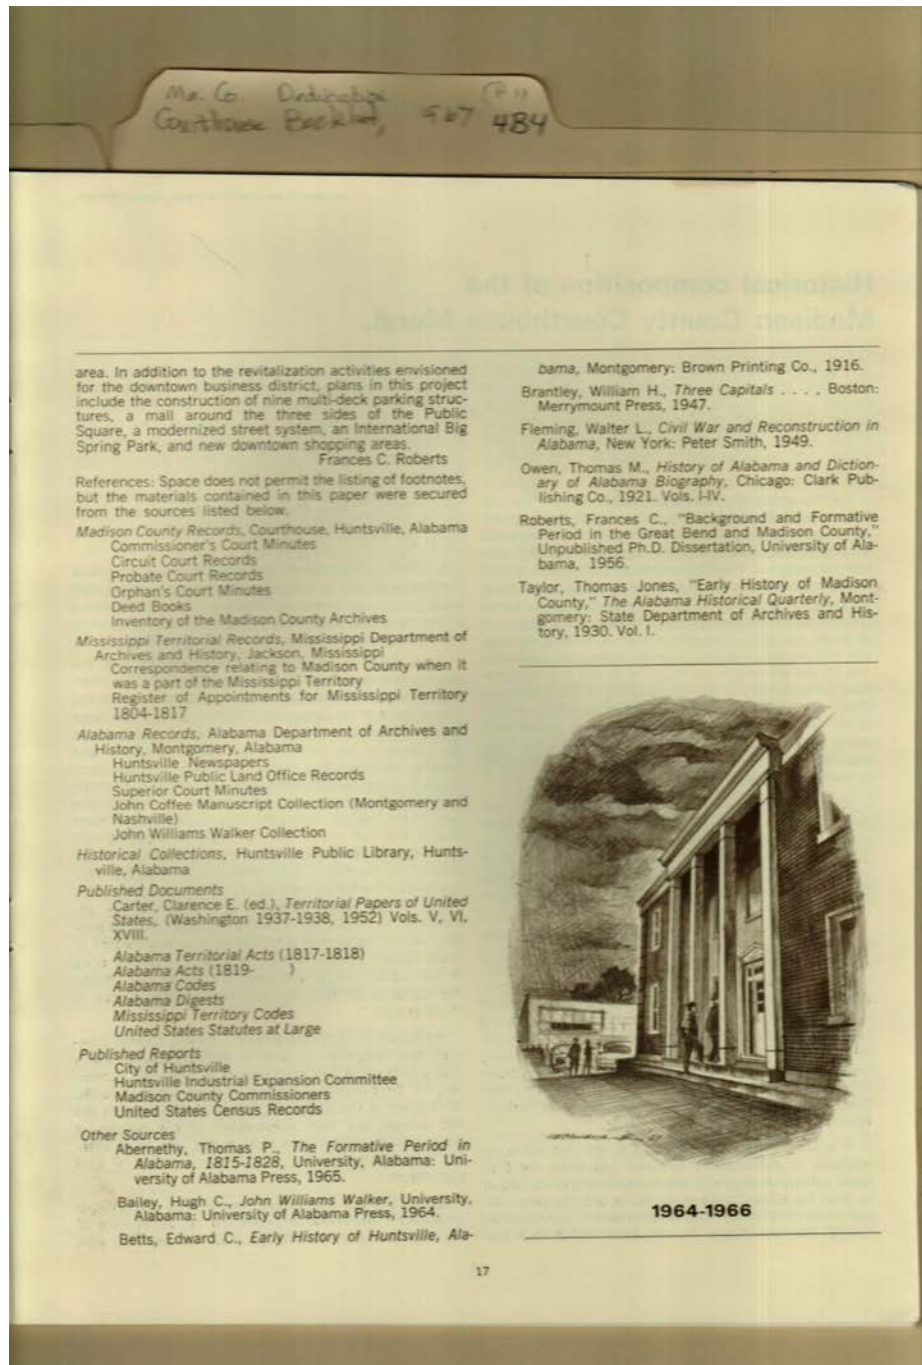 Ma. Co. Dedication
Courthouse Booklet, 1967 484
area. In addition to the revitalization activities envisioned
for the downtown business district, plans in this project
include the construction of nine multi-deck parking struc-
tures, a mall around the three sides of the Public
Square, a modernized street system, an International Big
Spring Park, and new downtown shopping areas.
Frances C. Roberts
References: Space does not permit the listing of footnotes,
but the materials contained in this paper were secured
from the sources listed below.
Madison County Records, Courthouse, Huntsville, Alabama
Commissioner's Court Minutes
Circuit Court Records
Probate Court Records
Orphan's Court Minutes
Deed Books
Inventory of the Madison County Archives
Mississippi Territorial Records, Mississippi Department of
Archives and History, Jackson, Mississippi
Correspondence relating to Madison County when it
was a part of the Mississippi Territory
Register of Appointments for Mississippi Territory
1804-1817
Alabama Records, Alabama Department of Archives and
History, Montgomery, Alabama
Huntsville Newspapers
Huntsville Public Land Office Records
Superior Court Minutes
John Coffee Manuscript Collection (Montgomery and
Nashville)
John Williams Walker Collection
Historical Collections, Huntsville Public Library, Hunts-
ville, Alabama
Published Documents
Carter, Clarence E. (ed.), Territorial Papers of United
States, (Washington 1937-1938, 1952) Vols. V, VI,
XVIII.
Alabama Territorial Acts (1817-1818)
Alabama Acts (1819- )
Alabama Codes
Alabama Digests
Mississippi Territory Codes
United States Statutes at Large
Published Reports
City of Huntsville
Huntsville Industrial Expansion Committee
Madison County Commissioners
United States Census Records
Other Sources
Abernethy, Thomas P., The Formative Period in
Alabama, 1815-1828, University, Alabama: Uni-
versity of Alabama Press, 1965.
Bailey, Hugh C., John Williams Walker, University,
Alabama: University of Alabama Press, 1964.
Betts, Edward C., Early History of Huntsville, Ala-
bama, Montgomery: Brown Printing Co., 1916.
Brantley, William H., Three Capitals . . . . Boston:
Merrymount Press, 1947.
Fleming, Walter L., Civil War and Reconstruction in
Alabama, New York: Peter Smith, 1949.
Owen, Thomas M., History of Alabama and Diction-
ary of Alabama Biography, Chicago: Clark Pub-
lishing Co., 1921. Vols. I-IV.
Roberts, Frances C., "Background and Formative
Period in the Great Bend and Madison County,"
Unpublished Ph.D. Dissertation, University of Ala-
bama, 1956.
Taylor, Thomas Jones, "Early History of Madison
County," The Alabama Historical Quarterly, Mont-
gomery: State Department of Archives and His-
tory, 1930. Vol. I.
1964-1966
17